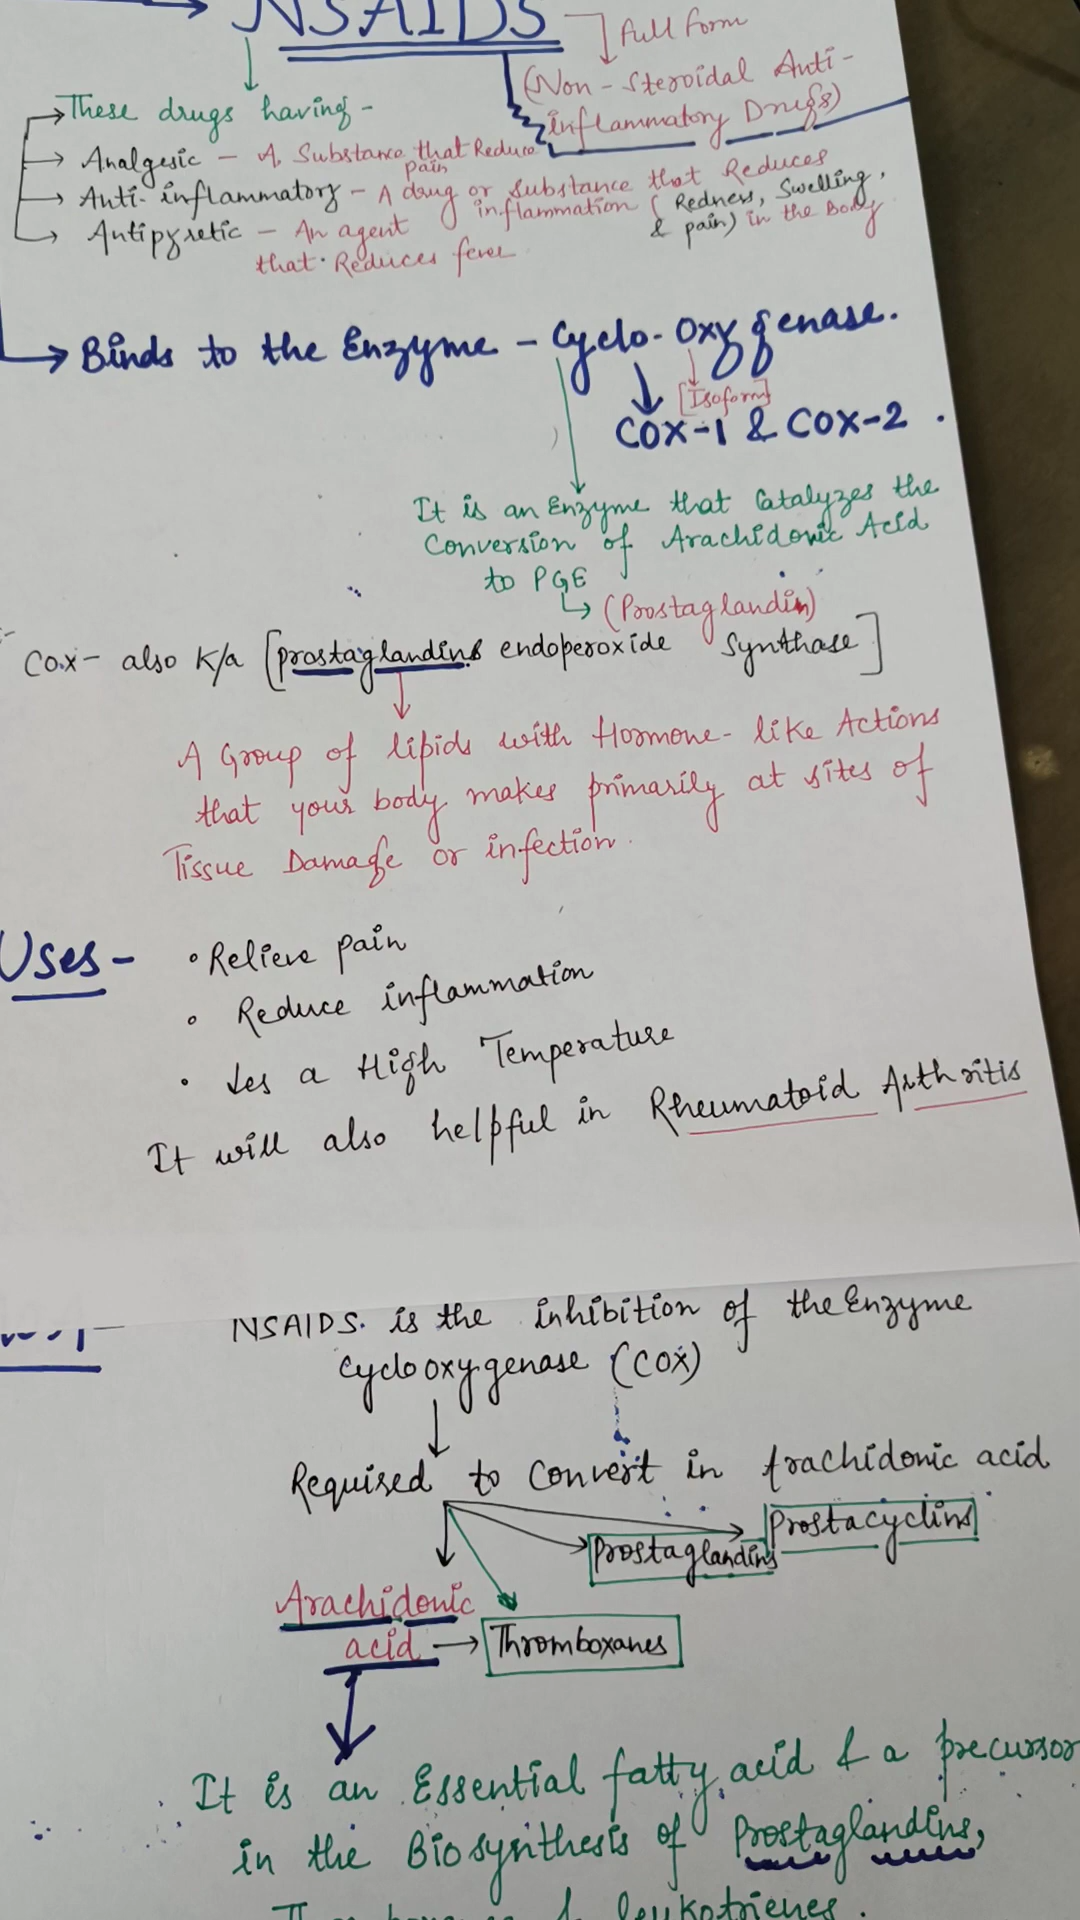 NSAIDS
Full form
(Non-Steroidal Anti-
inflammatory Drugs)
These drugs having-
Analgesic - A Substance that Reduce
pain
Anti-inflammatory - A drug or substance that Reduces
inflammation (Redness, Swelling,
& pain) in the Body
Antipyretic - An agent
that Reduces fever
Binds to the Enzyme - Cyclo-Oxygenase.
[Isoform]
COX-1 & COX-2.
It is an Enzyme that Catalyzes the
Conversion of Arachidonic Acid
to PGE
(Prostaglandin)
Cox- also K/a [prostaglandins endoperoxide Synthase]
A Group of lipids with Hormone-like Actions
that your body makes primarily at sites of
Tissue Damage or infection.
Uses-
• Relieve pain
• Reduce inflammation
• ↓es a High Temperature
It will also helpful in Rheumatoid Arthritis
NSAIDS. is the inhibition of the Enzyme
Cyclooxygenase (COX)
Required to Convert in Arachidonic acid
Prostacyclins
Prostaglandins
Arachidonic
acid → Thromboxanes
It is an Essential fatty acid & a precursor
in the Biosynthesis of Prostaglandins,
& leukotrienes.